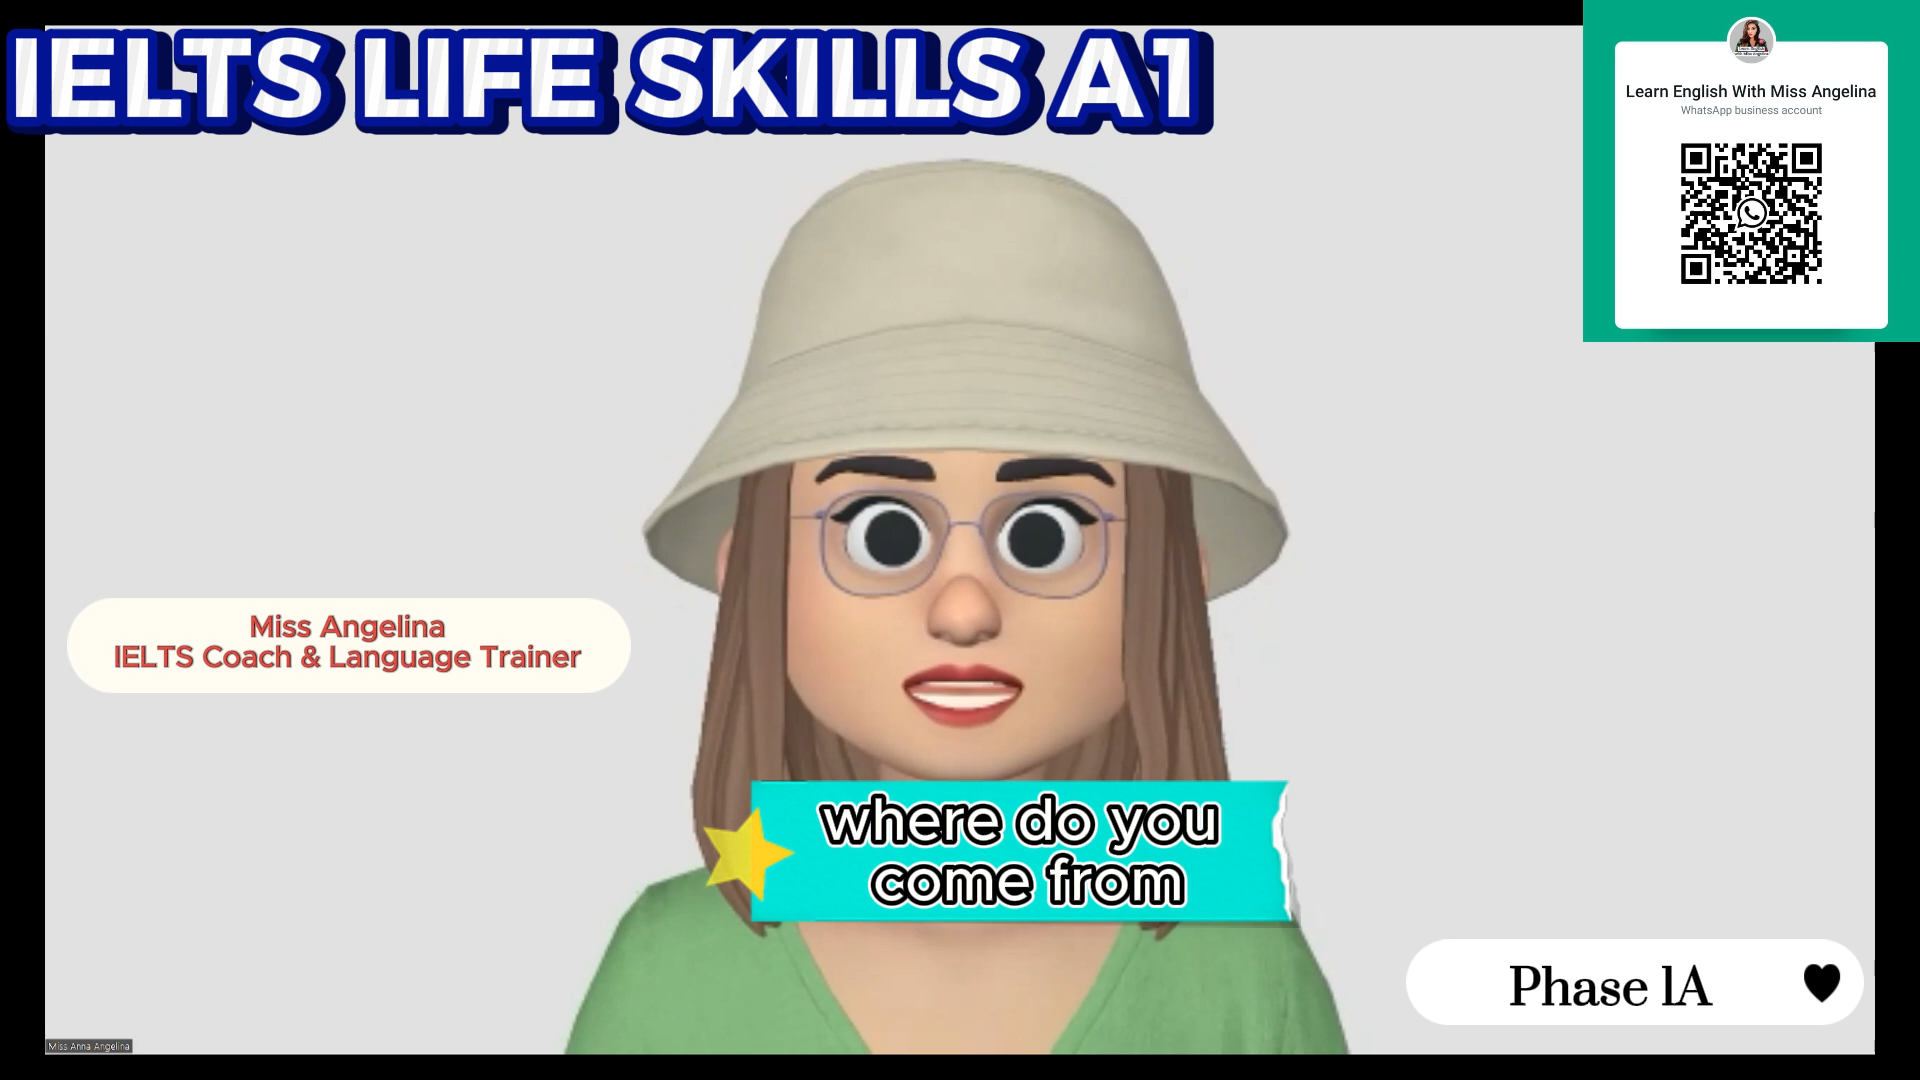 IELTS LIFE SKILLS A1
Learn English With Miss Angelina
WhatsApp business account
Miss Angelina
IELTS Coach & Language Trainer
where do you
come from
Phase 1A
Miss Anna Angelina